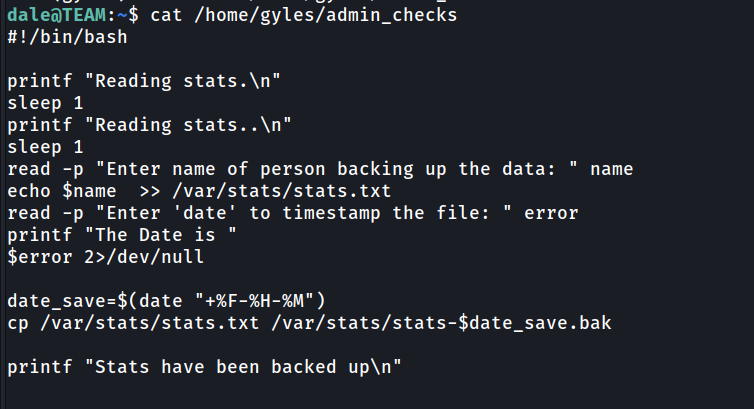 dale@TEAM:~$ cat /home/gyles/admin_checks
#!/bin/bash
printf "Reading stats.\n"
sleep 1
printf "Reading stats..\n"
sleep 1
read -p "Enter name of person backing up the data: " name
echo $name  >> /var/stats/stats.txt
read -p "Enter 'date' to timestamp the file: " error
printf "The Date is "
$error 2>/dev/null
date_save=$(date "+%F-%H-%M")
cp /var/stats/stats.txt /var/stats/stats-$date_save.bak
printf "Stats have been backed up\n"